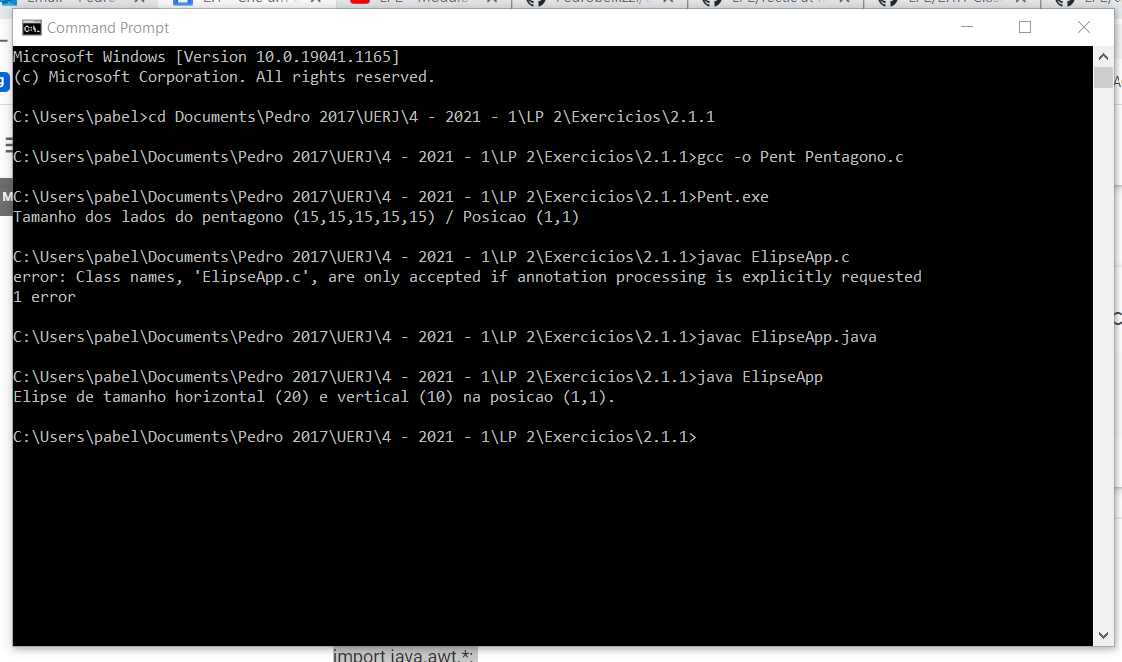 Command Prompt
Microsoft Windows [Version 10.0.19041.1165]
(c) Microsoft Corporation. All rights reserved.
C:\Users\pabel>cd Documents\Pedro 2017\UERJ\4 - 2021 - 1\LP 2\Exercicios\2.1.1
C:\Users\pabel\Documents\Pedro 2017\UERJ\4 - 2021 - 1\LP 2\Exercicios\2.1.1>gcc -o Pent Pentagono.c
C:\Users\pabel\Documents\Pedro 2017\UERJ\4 - 2021 - 1\LP 2\Exercicios\2.1.1>Pent.exe
Tamanho dos lados do pentagono (15,15,15,15,15) / Posicao (1,1)
C:\Users\pabel\Documents\Pedro 2017\UERJ\4 - 2021 - 1\LP 2\Exercicios\2.1.1>javac ElipseApp.c
error: Class names, 'ElipseApp.c', are only accepted if annotation processing is explicitly requested
1 error
C:\Users\pabel\Documents\Pedro 2017\UERJ\4 - 2021 - 1\LP 2\Exercicios\2.1.1>javac ElipseApp.java
C:\Users\pabel\Documents\Pedro 2017\UERJ\4 - 2021 - 1\LP 2\Exercicios\2.1.1>java ElipseApp
Elipse de tamanho horizontal (20) e vertical (10) na posicao (1,1).
C:\Users\pabel\Documents\Pedro 2017\UERJ\4 - 2021 - 1\LP 2\Exercicios\2.1.1>
import java.awt.*;